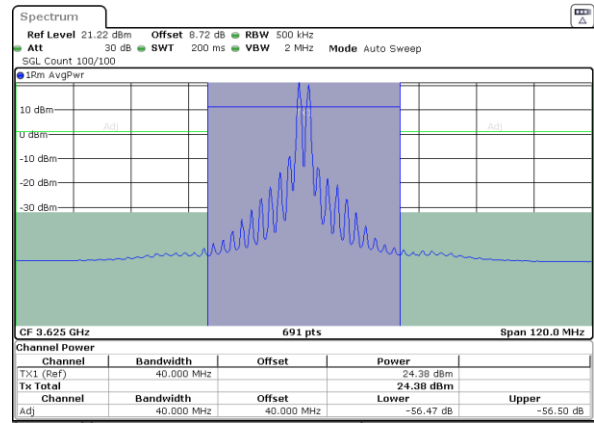 Spectrum
Ref Level 21.22 dBm Offset 8.72 dB RBW 500 kHz
Att 30 dB SWT 200 ms VBW 2 MHz Mode Auto Sweep
SGL Count 100/100
1Rm AvgPwr
10 dBm
Adj Adj
0 dBm
-10 dBm
-20 dBm
-30 dBm
CF 3.625 GHz 691 pts Span 120.0 MHz
Channel Power
Channel Bandwidth Offset Power
TX1 (Ref) 40.000 MHz 24.38 dBm
Tx Total 24.38 dBm
Channel Bandwidth Offset Lower Upper
Adj 40.000 MHz 40.000 MHz -56.47 dB -56.50 dB